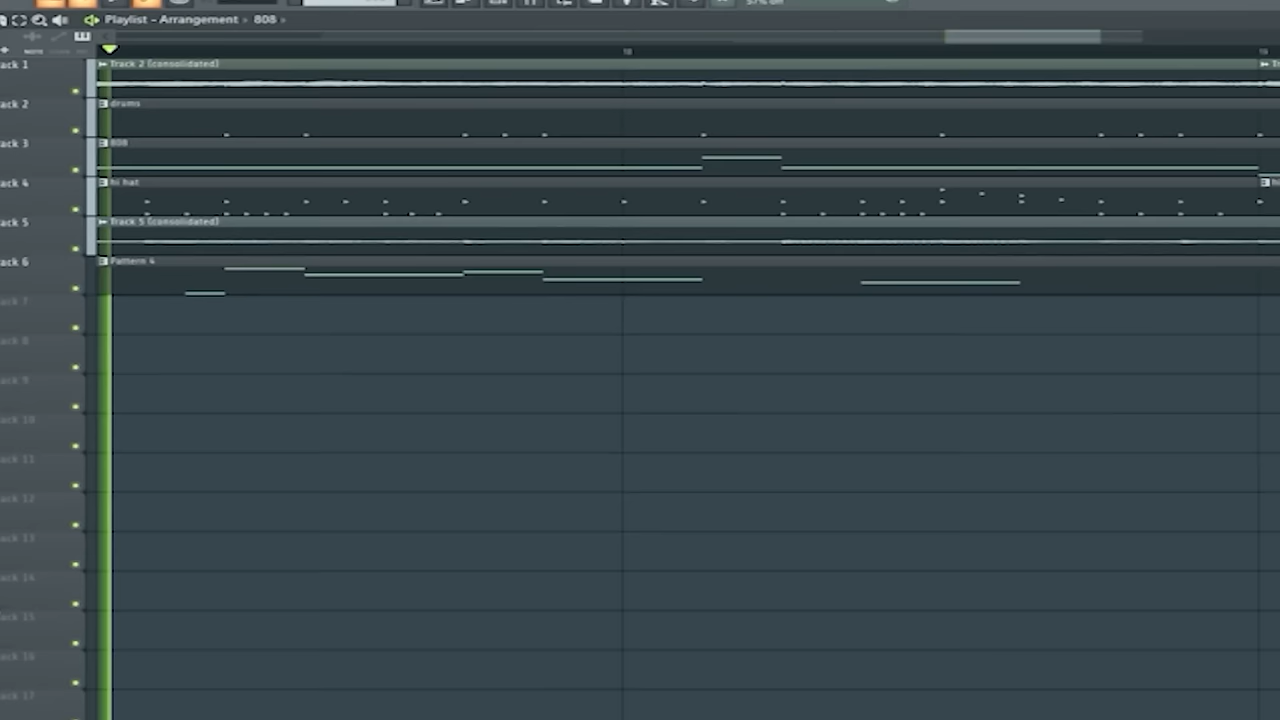 Playlist - Arrangement › 808 ›
ack 1 Track 2 (consolidated)
ack 2 drums
ack 3 808
ack 4 hi hat
ack 5 Track 5 (consolidated)
ack 6 Pattern 4
ack 7
ack 8
ack 9
ack 10
ack 11
ack 12
ack 13
ack 14
ack 15
ack 16
ack 17